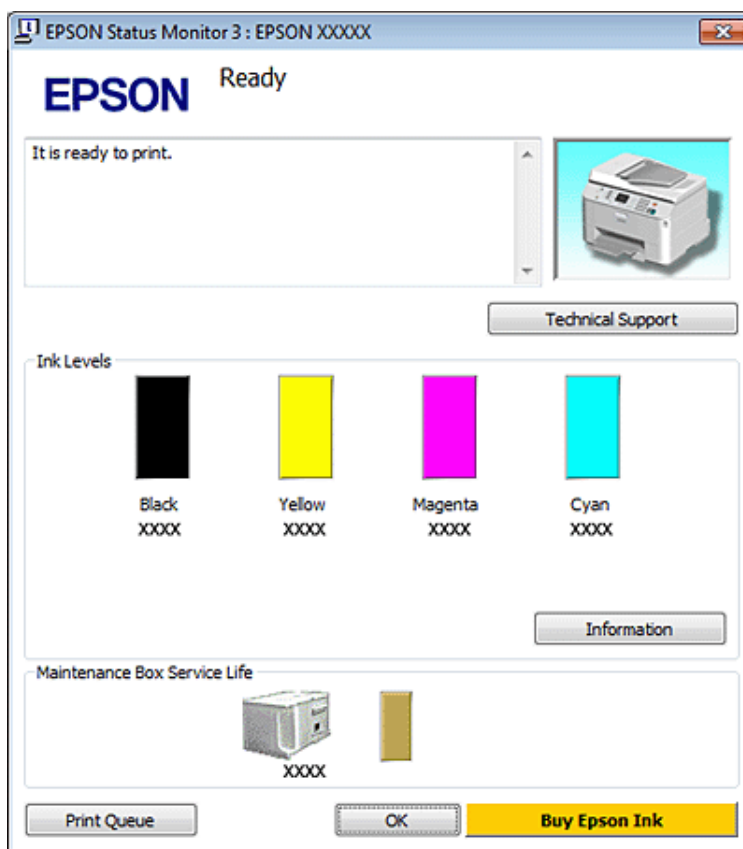 EPSON Status Monitor 3 : EPSON XXXXX
EPSON
Ready
It is ready to print.
Technical Support
Ink Levels
Black Yellow Magenta Cyan
XXXX XXXX XXXX XXXX
Information
Maintenance Box Service Life
XXXX
Print Queue OK Buy Epson Ink